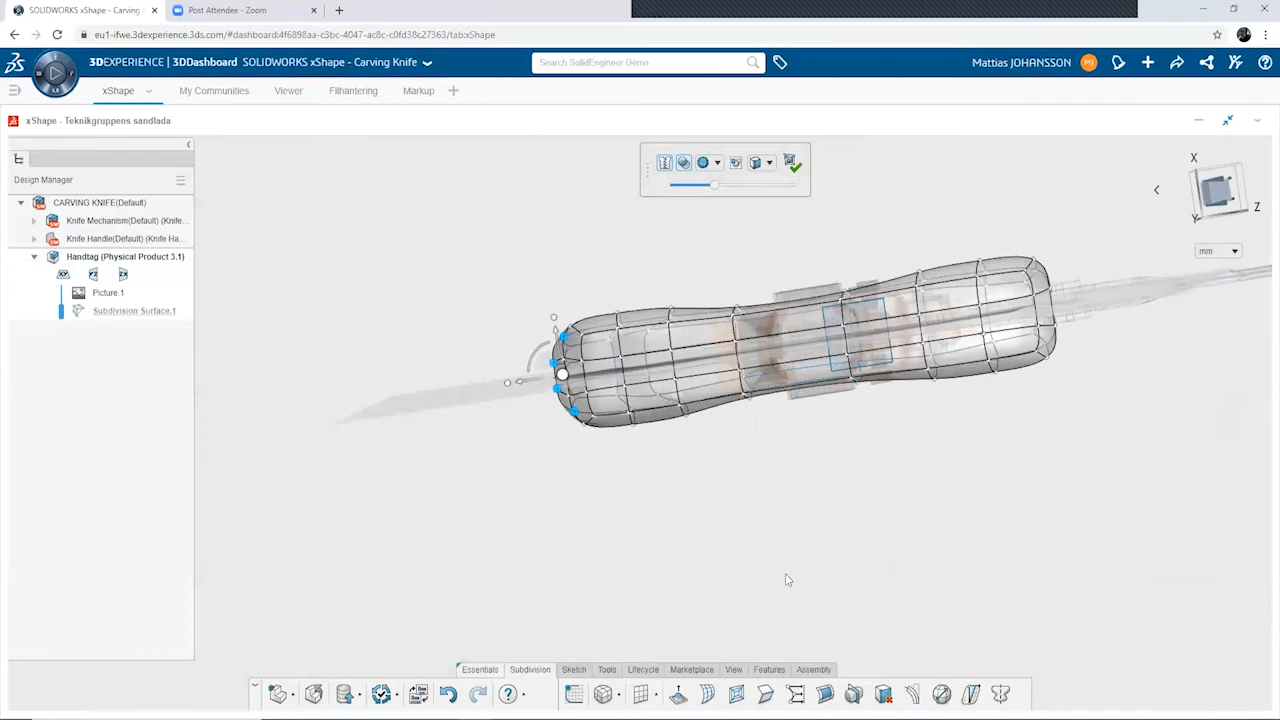 SOLIDWORKS xShape - Carving
Post Attendee - Zoom
eu1-ifwe.3dexperience.3ds.com/#dashboard:4f6898aa-c3bc-4047-ac8c-c0fd38c27363/tab:xShape
3DEXPERIENCE | 3DDashboard SOLIDWORKS xShape - Carving Knife
Search SolidEngineer Demo
Mattias JOHANSSON
MJ
xShape
My Communities
Viewer
Filhantering
Markup
xShape - Teknikgruppens sandlada
Design Manager
CARVING KNIFE(Default)
Knife Mechanism(Default) (Knife...
Knife Handle(Default) (Knife Ha...
Handtag (Physical Product 3.1)
Picture.1
Subdivision Surface.1
X
Y
Z
mm
Essentials
Subdivision
Sketch
Tools
Lifecycle
Marketplace
View
Features
Assembly